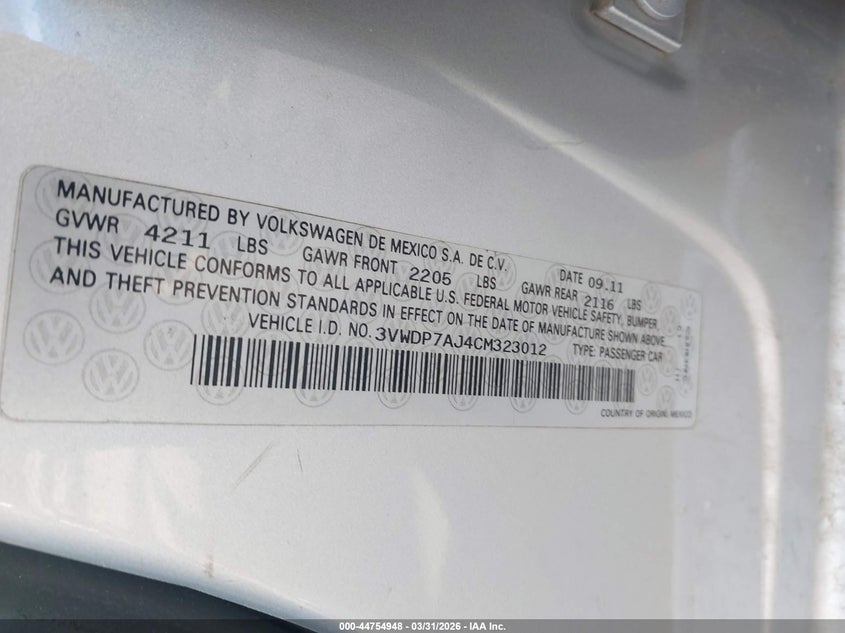 MANUFACTURED BY VOLKSWAGEN DE MEXICO S.A. DE C.V. DATE 09.11
GVWR 4211 LBS GAWR FRONT 2205 LBS GAWR REAR 2116 LBS
THIS VEHICLE CONFORMS TO ALL APPLICABLE U.S. FEDERAL MOTOR VEHICLE SAFETY, BUMPER,
AND THEFT PREVENTION STANDARDS IN EFFECT ON THE DATE OF MANUFACTURE SHOWN ABOVE.
VEHICLE I.D. NO. 3VWDP7AJ4CM323012 TYPE: PASSENGER CAR
COUNTRY OF ORIGIN: MEXICO
000-44754948 - 03/31/2026 - IAA Inc.